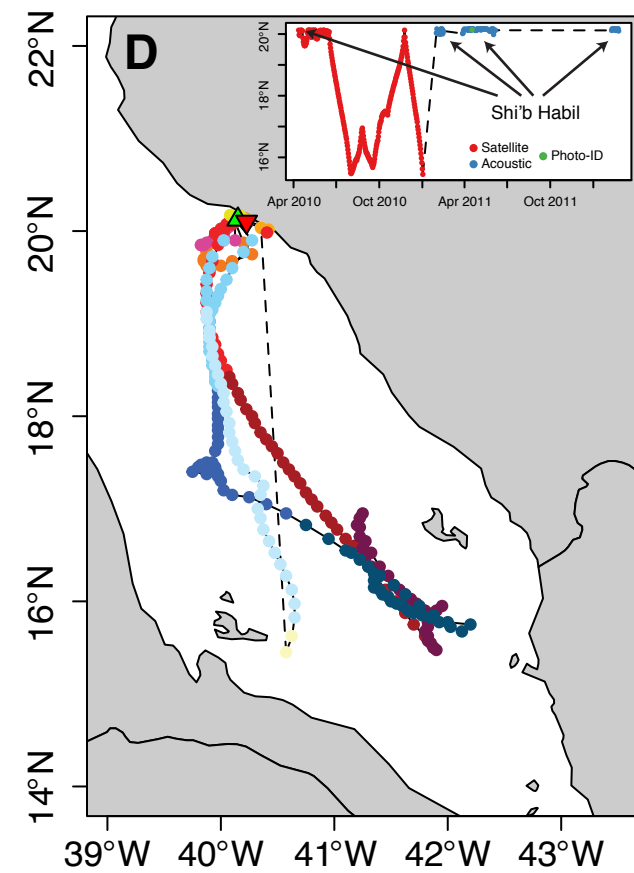 D
22°N
20°N
18°N
16°N
14°N
39°W 40°W 41°W 42°W 43°W
20°N
18°N
16°N
Apr 2010 Oct 2010 Apr 2011 Oct 2011
Shi'b Habil
Satellite
Acoustic
Photo-ID